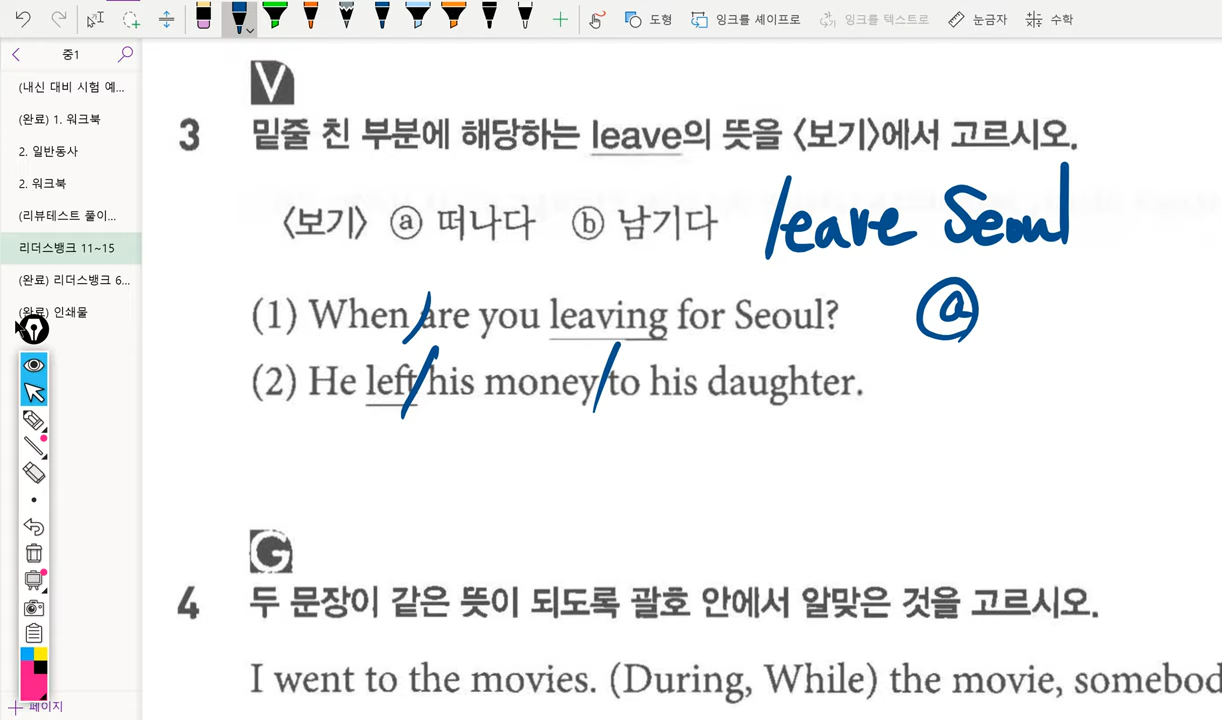 도형 잉크를 셰이프로 잉크를 텍스트로 눈금자 수학
중1
(내신 대비 시험 예...
(완료) 1. 워크북
2. 일반동사
2. 워크북
(리뷰테스트 풀이...
리더스뱅크 11~15
(완료) 리더스뱅크 6...
(완료) 인쇄물
페이지
V
3 밑줄 친 부분에 해당하는 leave의 뜻을 〈보기〉에서 고르시오.
〈보기〉 ⓐ 떠나다 ⓑ 남기다
leave Seoul
(1) When are you leaving for Seoul?
ⓐ
(2) He left his money to his daughter.
G
4 두 문장이 같은 뜻이 되도록 괄호 안에서 알맞은 것을 고르시오.
I went to the movies. (During, While) the movie, somebod